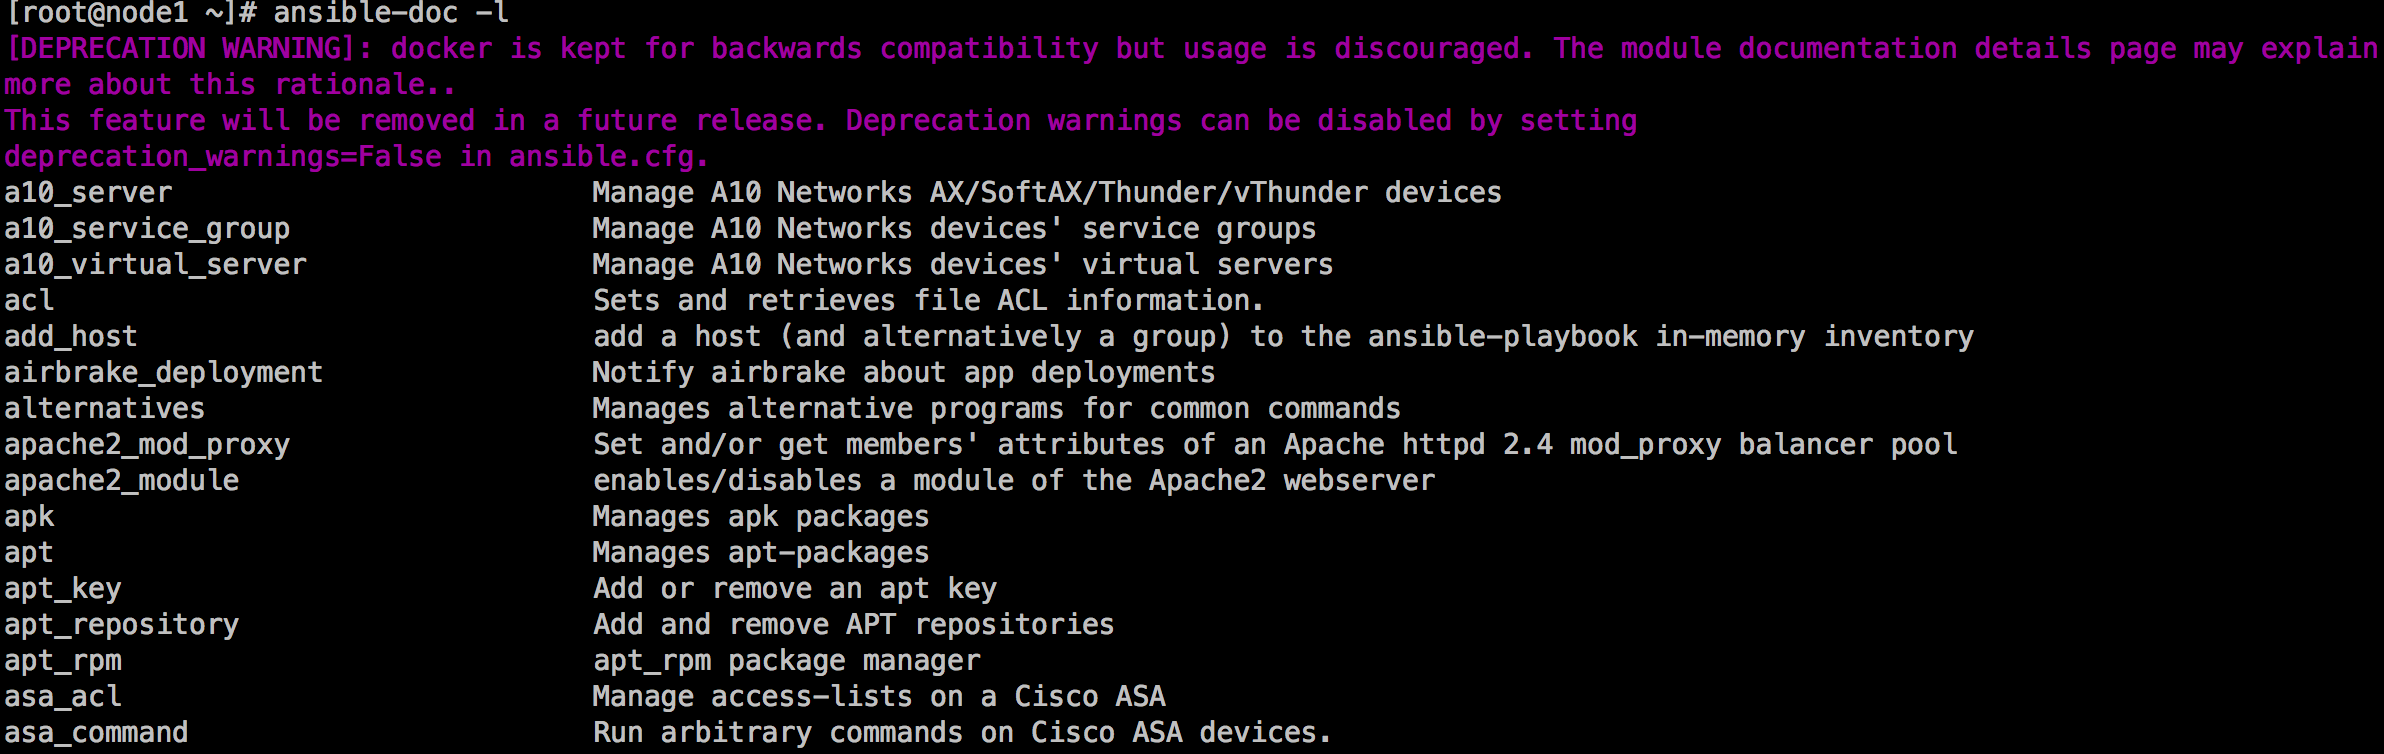 [root@node1 ~]# ansible-doc -l
[DEPRECATION WARNING]: docker is kept for backwards compatibility but usage is discouraged. The module documentation details page may explain
more about this rationale..
This feature will be removed in a future release. Deprecation warnings can be disabled by setting
deprecation_warnings=False in ansible.cfg.
a10_server Manage A10 Networks AX/SoftAX/Thunder/vThunder devices
a10_service_group Manage A10 Networks devices' service groups
a10_virtual_server Manage A10 Networks devices' virtual servers
acl Sets and retrieves file ACL information.
add_host add a host (and alternatively a group) to the ansible-playbook in-memory inventory
airbrake_deployment Notify airbrake about app deployments
alternatives Manages alternative programs for common commands
apache2_mod_proxy Set and/or get members' attributes of an Apache httpd 2.4 mod_proxy balancer pool
apache2_module enables/disables a module of the Apache2 webserver
apk Manages apk packages
apt Manages apt-packages
apt_key Add or remove an apt key
apt_repository Add and remove APT repositories
apt_rpm apt_rpm package manager
asa_acl Manage access-lists on a Cisco ASA
asa_command Run arbitrary commands on Cisco ASA devices.